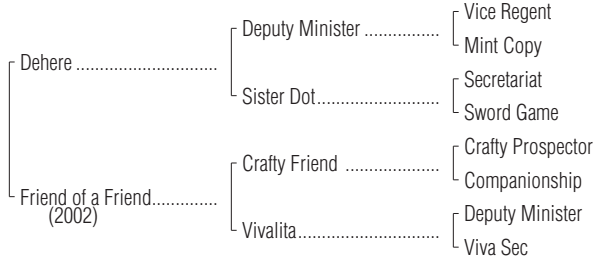 Vice Regent
Deputy Minister ................
Mint Copy
Dehere ..............................
Secretariat
Sister Dot..........................
Sword Game
Crafty Prospector
Crafty Friend ....................
Companionship
Friend of a Friend..............
(2002)
Deputy Minister
Vivalita..............................
Viva Sec